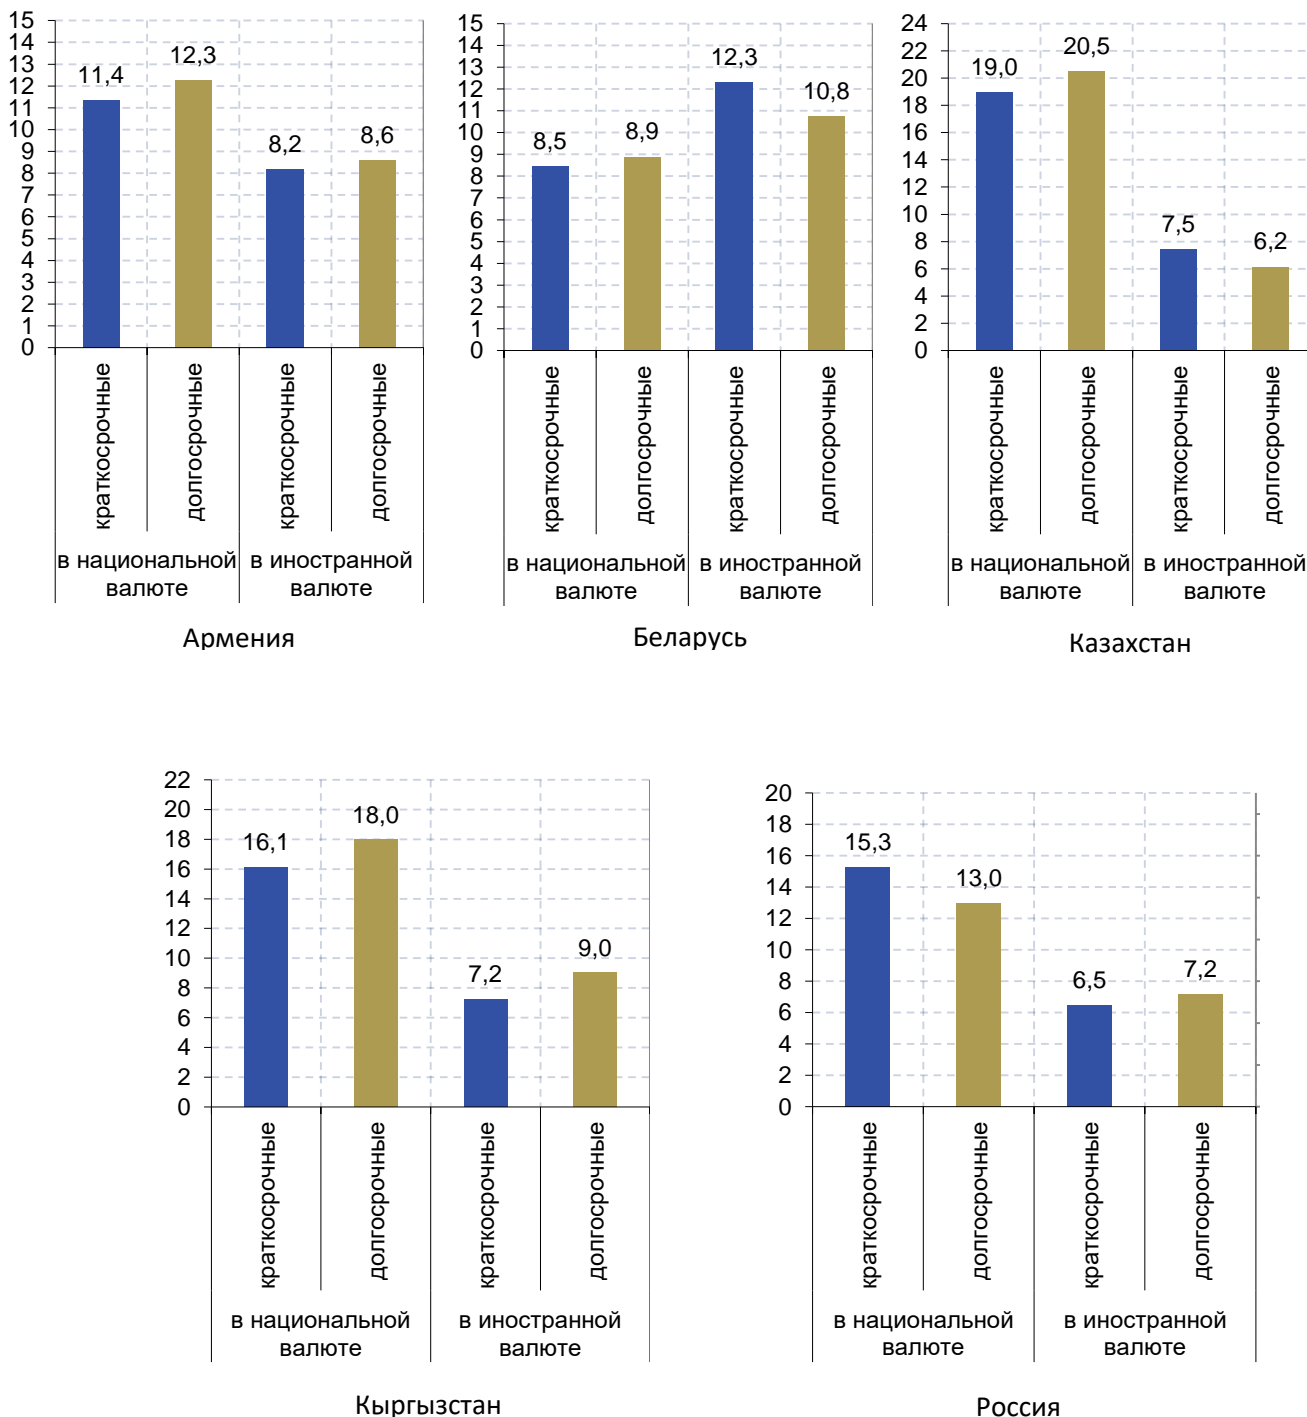 15
14
13
12
11
10
9
8
7
6
5
4
3
2
1
0
11,4
12,3
8,2
8,6
краткосрочные
долгосрочные
краткосрочные
долгосрочные
в национальной
валюте
в иностранной
валюте
Армения
15
14
13
12
11
10
9
8
7
6
5
4
3
2
1
0
8,5
8,9
12,3
10,8
краткосрочные
долгосрочные
краткосрочные
долгосрочные
в национальной
валюте
в иностранной
валюте
Беларусь
24
22
20
18
16
14
12
10
8
6
4
2
0
19,0
20,5
7,5
6,2
краткосрочные
долгосрочные
краткосрочные
долгосрочные
в национальной
валюте
в иностранной
валюте
Казахстан
22
20
18
16
14
12
10
8
6
4
2
0
16,1
18,0
7,2
9,0
краткосрочные
долгосрочные
краткосрочные
долгосрочные
в национальной
валюте
в иностранной
валюте
Кыргызстан
20
18
16
14
12
10
8
6
4
2
0
15,3
13,0
6,5
7,2
краткосрочные
долгосрочные
краткосрочные
долгосрочные
в национальной
валюте
в иностранной
валюте
Россия